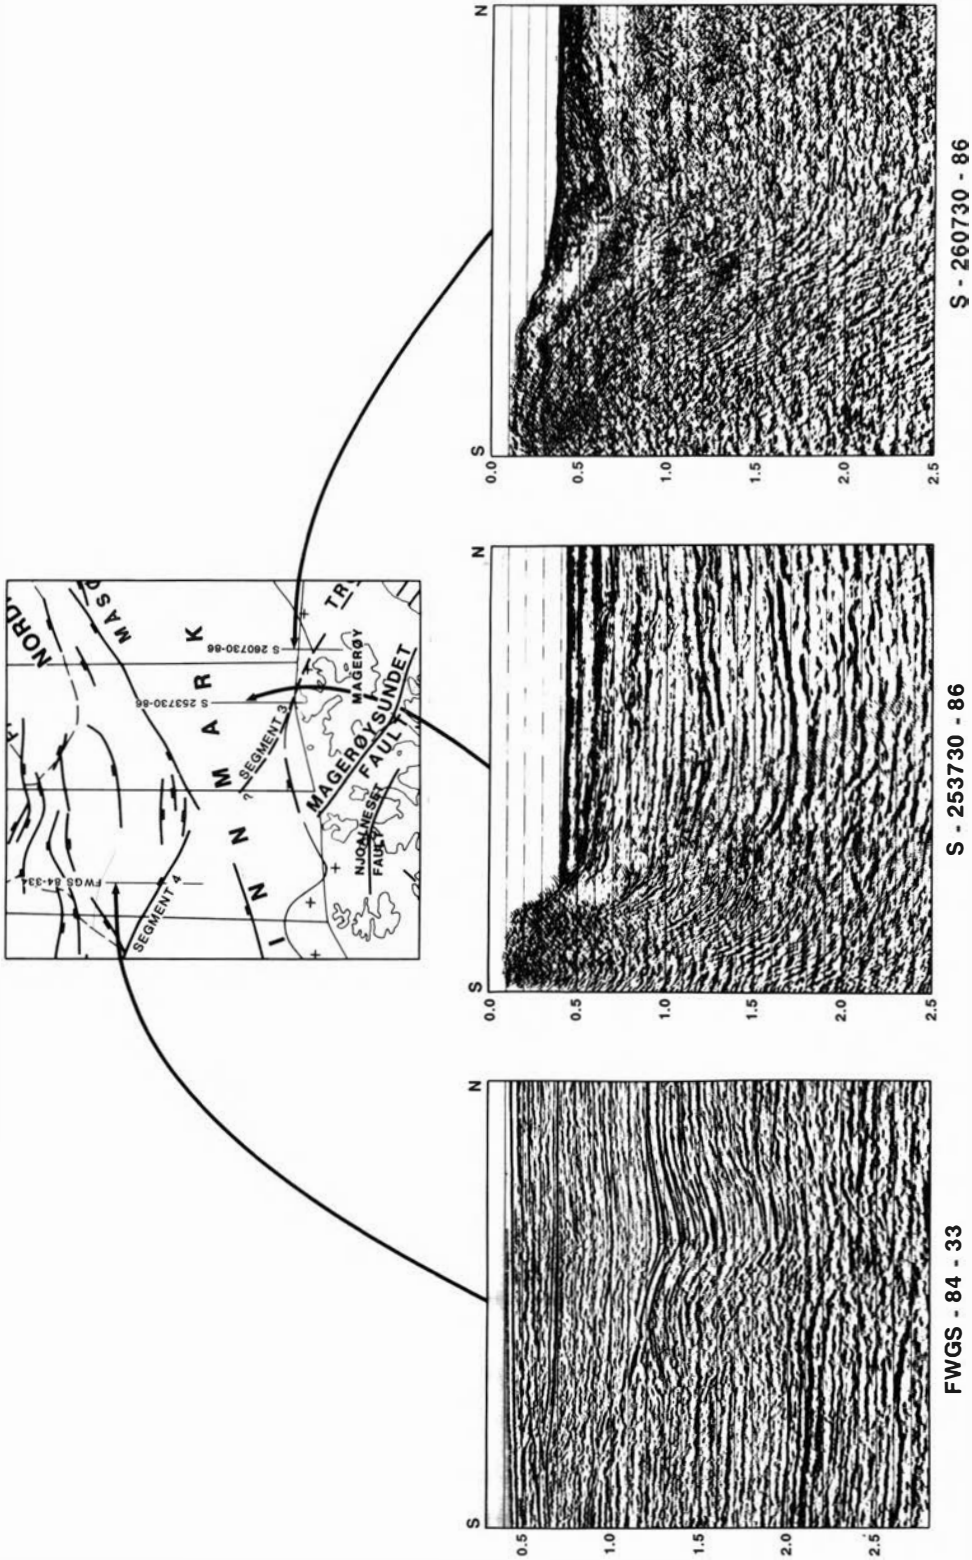 NORD
MASO
FINNMARK
TR
SEGMENT 4
SEGMENT 3
?
FWGS 84-33
S 253730-86
S 260730-86
MAGERØY
MAGERØYSUNDET
FAULT
NJOALNESET
FAULT
S N
0.5
1.0
1.5
2.0
2.5
FWGS - 84 - 33
S N
0.0
0.5
1.0
1.5
2.0
2.5
S - 253730 - 86
S N
0.0
0.5
1.0
1.5
2.0
2.5
S - 260730 - 86